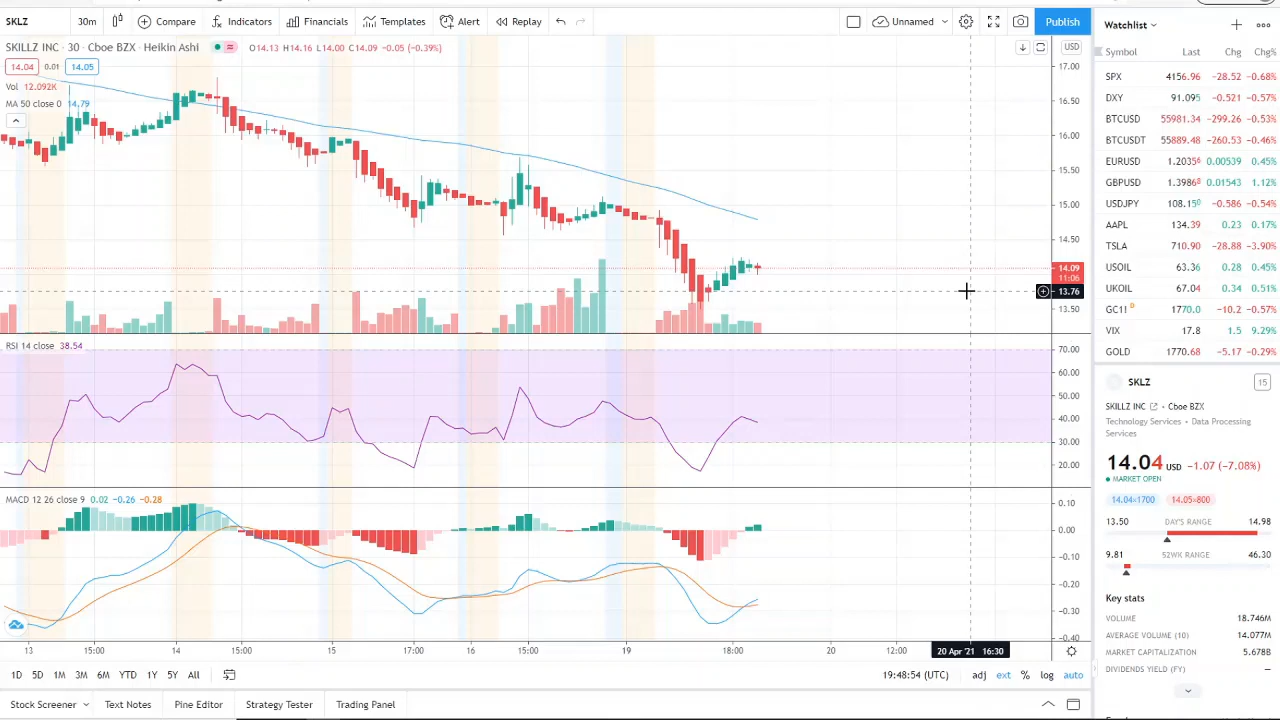 SKLZ 30m Compare Indicators Financials Templates Alert Replay Unnamed Publish
SKILLZ INC · 30 · Cboe BZX · Heikin Ashi O14.13 H14.16 L14.00 C14.09 −0.05 (−0.39%) USD
14.04 0.01 14.05
Vol 12.092K
MA 50 close 0 14.79
17.00
16.50
16.00
15.50
15.00
14.50
14.09
11:06
13.76
13.50
RSI 14 close 38.54
70.00
60.00
50.00
40.00
30.00
20.00
MACD 12 26 close 9 0.02 −0.26 −0.28
0.10
0.00
−0.10
−0.20
−0.30
−0.40
13 15:00 14 15:00 15 17:00 16 15:00 19 18:00 20 12:00 20 Apr '21 16:30
1D 5D 1M 3M 6M YTD 1Y 5Y All 19:48:54 (UTC) adj ext % log auto
Stock Screener Text Notes Pine Editor Strategy Tester Trading Panel
Watchlist
Symbol Last Chg Chg%
SPX 4156.96 −28.52 −0.68%
DXY 91.095 −0.521 −0.57%
BTCUSD 55981.34 −299.26 −0.53%
BTCUSDT 55889.48 −260.53 −0.46%
EURUSD 1.20356 0.00539 0.45%
GBPUSD 1.39868 0.01543 1.12%
USDJPY 108.150 −0.586 −0.54%
AAPL 134.39 0.23 0.17%
TSLA 710.90 −28.88 −3.90%
USOIL 63.36 0.28 0.45%
UKOIL 67.04 0.34 0.51%
GC1! D 1770.0 −10.2 −0.57%
VIX 17.8 1.5 9.29%
GOLD 1770.68 −5.17 −0.29%
SKLZ 15
SKILLZ INC · Cboe BZX
Technology Services · Data Processing
Services
14.04 USD −1.07 (−7.08%)
MARKET OPEN
14.04×1700 14.05×800
13.50 DAY'S RANGE 14.98
9.81 52WK RANGE 46.30
Key stats
VOLUME 18.746M
AVERAGE VOLUME (10) 14.077M
MARKET CAPITALIZATION 5.678B
DIVIDENDS YIELD (FY) —